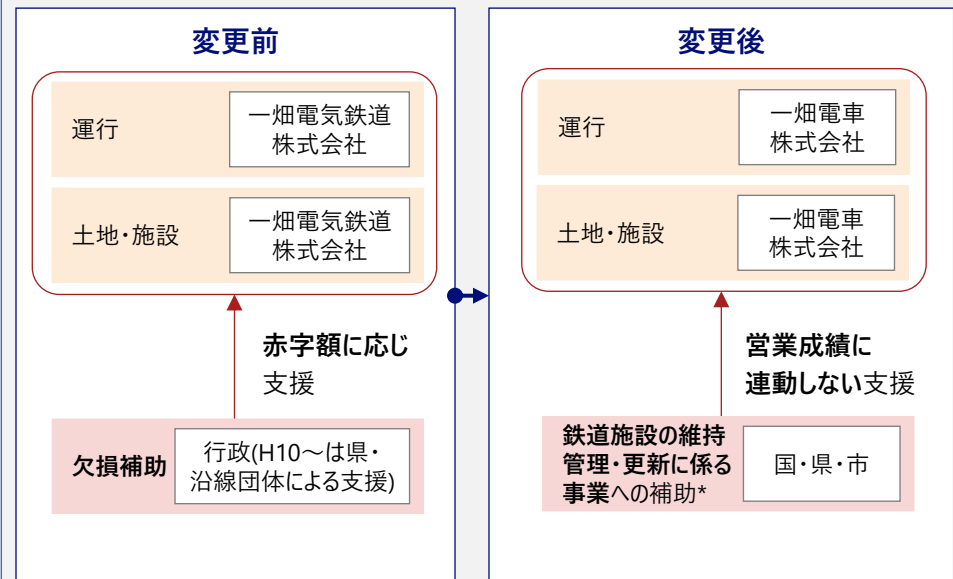 変更前
運行
一畑電気鉄道
株式会社
土地・施設
一畑電気鉄道
株式会社
赤字額に応じ
支援
欠損補助
行政(H10～は県・
沿線団体による支援)
変更後
運行
一畑電車
株式会社
土地・施設
一畑電車
株式会社
営業成績に
連動しない支援
鉄道施設の維持
管理・更新に係る
事業への補助*
国・県・市